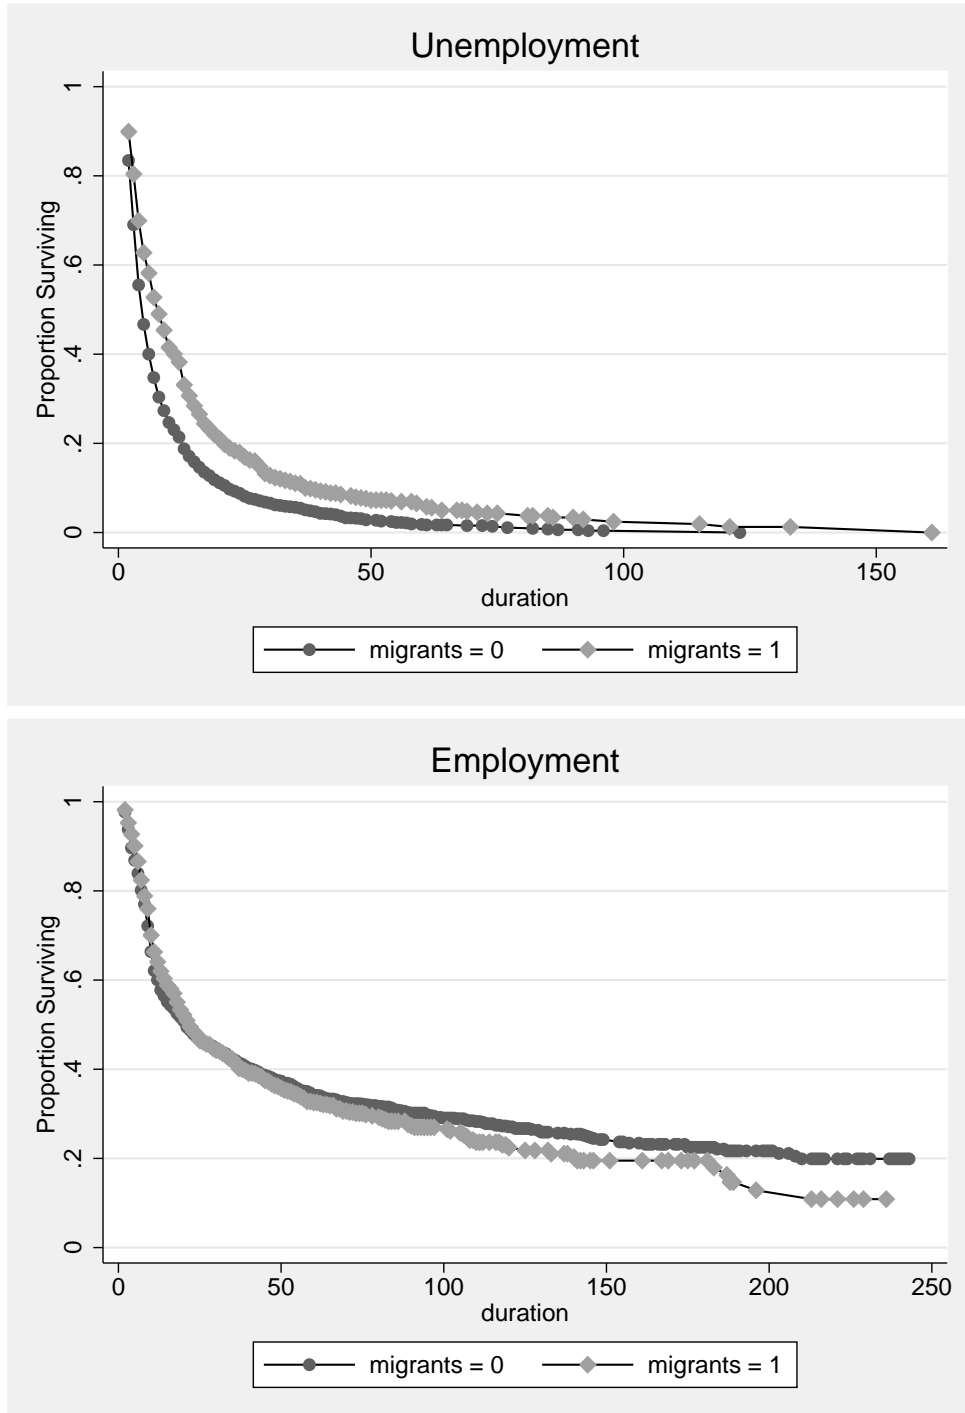 Unemployment
Proportion Surviving
1
.8
.6
.4
.2
0
0 50 100 150
duration
migrants = 0 migrants = 1
Employment
Proportion Surviving
1
.8
.6
.4
.2
0
0 50 100 150 200 250
duration
migrants = 0 migrants = 1